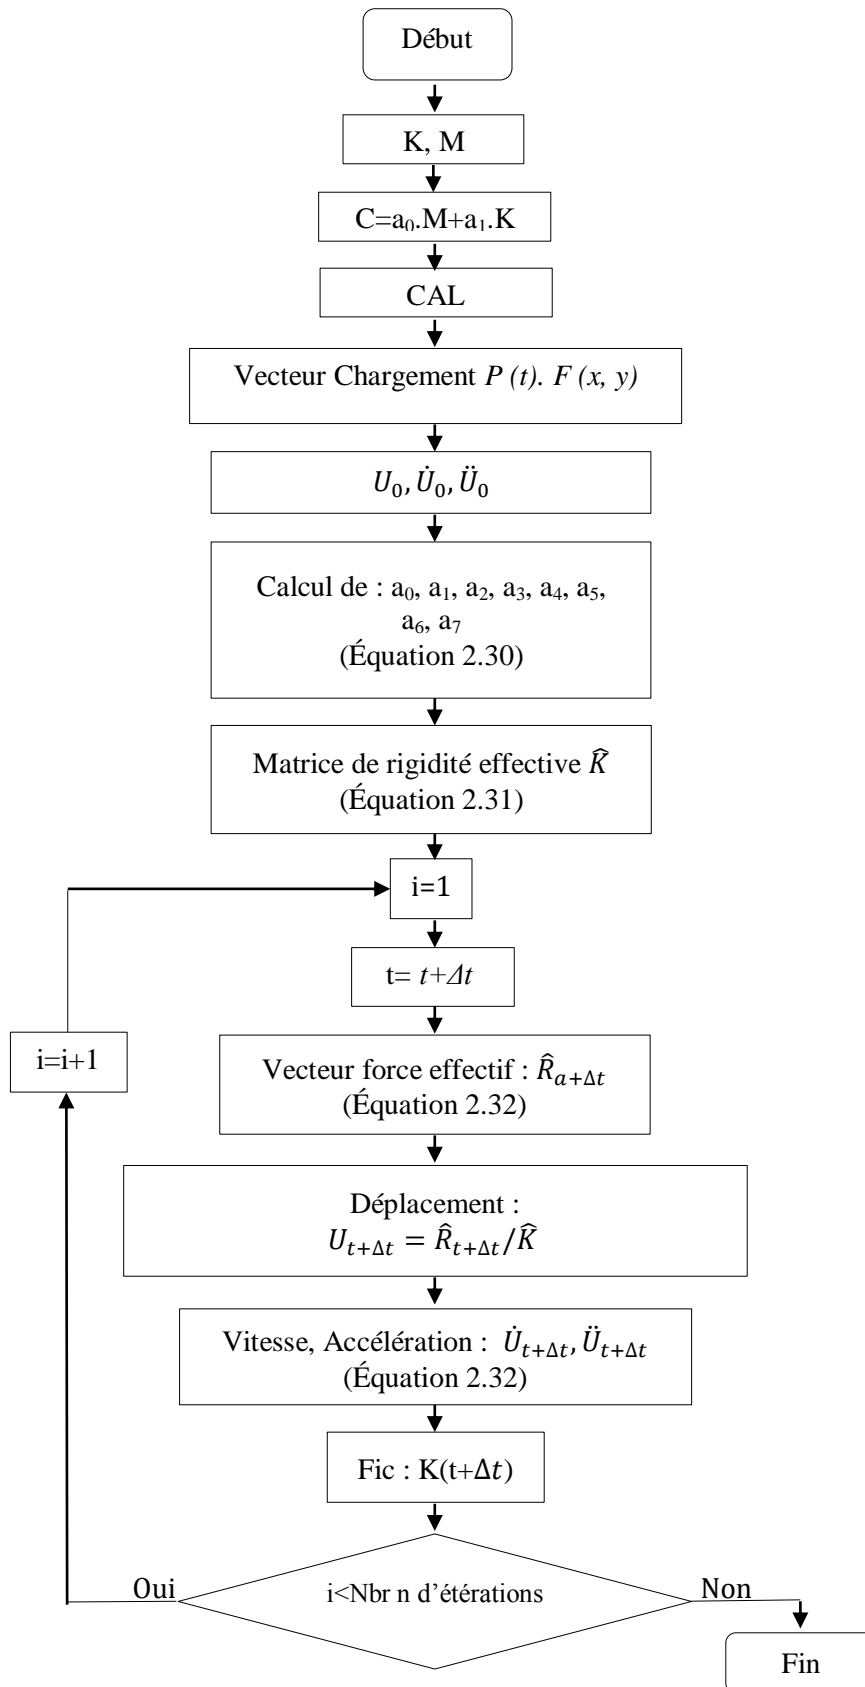 Début
K, M
C=a₀.M+a₁.K
CAL
Vecteur Chargement P (t). F (x, y)
U₀, U̇₀, Ü₀
Calcul de : a₀, a₁, a₂, a₃, a₄, a₅,
a₆, a₇
(Équation 2.30)
Matrice de rigidité effective K̂
(Équation 2.31)
i=1
t= t+Δt
i=i+1
Vecteur force effectif : R̂ₐ₊Δt
(Équation 2.32)
Déplacement :
Uₜ₊Δt = R̂ₜ₊Δt/K̂
Vitesse, Accélération : U̇ₜ₊Δt, Üₜ₊Δt
(Équation 2.32)
Fic : K(t+Δt)
Oui
i<Nbr n d’étérations
Non
Fin